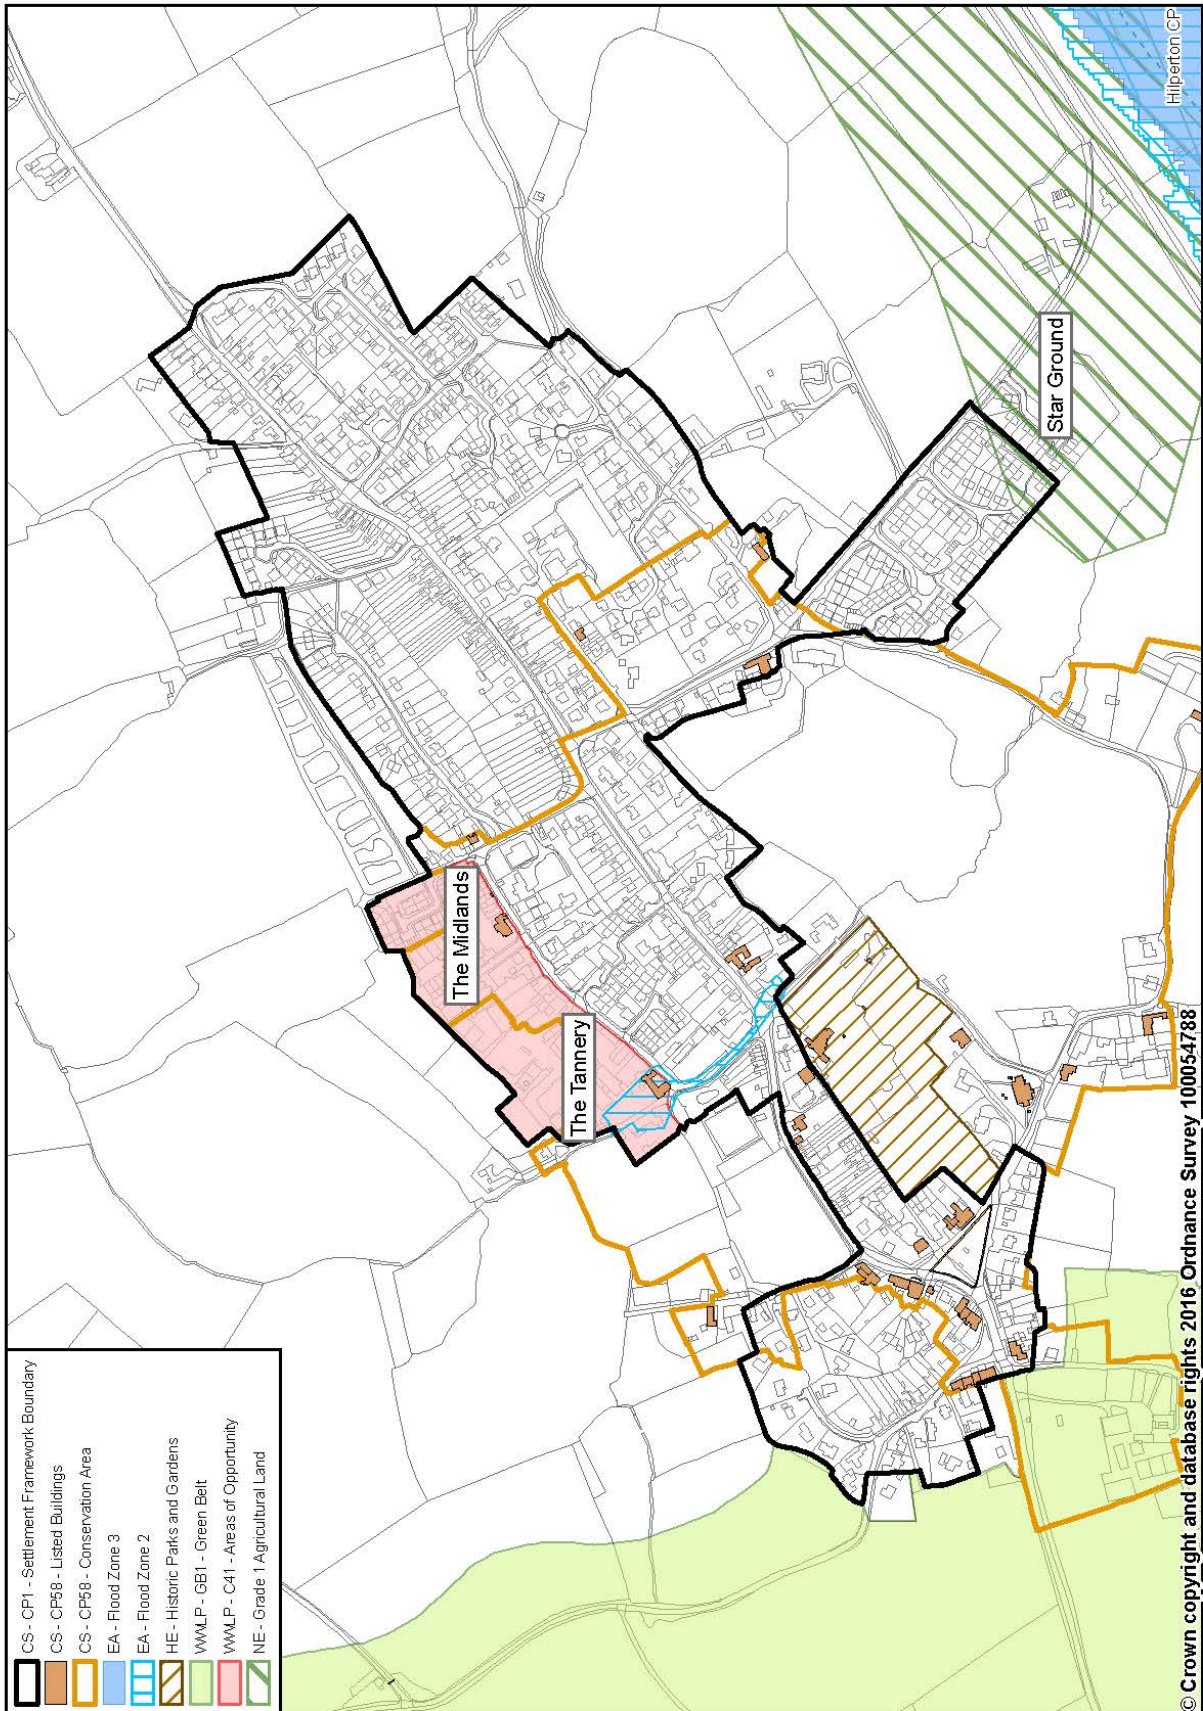 CS - CP1 - Settlement Framework Boundary
CS - CP58 - Listed Buildings
CS - CP58 - Conservation Area
EA - Flood Zone 3
EA - Flood Zone 2
HE - Historic Parks and Gardens
WWLP - GB1 - Green Belt
WWLP - C41 - Areas of Opportunity
NE - Grade 1 Agricultural Land
The Midlands
The Tannery
Star Ground
Hilperton CP
© Crown copyright and database rights 2016 Ordnance Survey 100054788